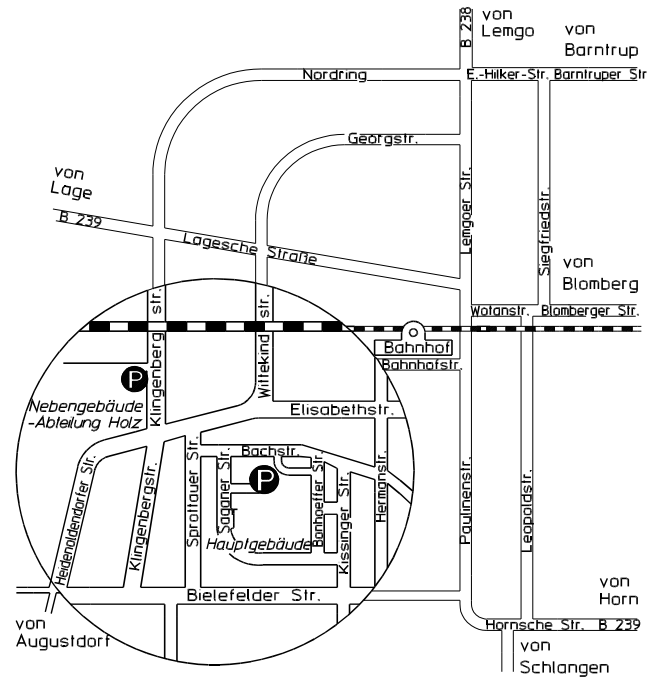 B 238
von
Lemgo
von
Barntrup
Nordring
E.-Hilker-Str. Barntruper Str
Georgstr.
von
Lage
B 239
Lagesche Straße
Lemgoer Str.
Siegfriedstr.
von
Blomberg
Wotanstr. Blomberger Str.
Klingenberg str.
Wittekind str.
Bahnhof
Bahnhofstr.
P
Nebengebäude
-Abteilung Holz
Elisabethstr.
Bachstr.
P
Heidenoldendorfer Str.
Klingenbergstr.
Sprottauer Str.
Saganer Str.
Bonhoeffer Str.
Kissinger Str.
Hermanstr.
Paulinenstr.
Leopoldstr.
Hauptgebäude
Bielefelder Str.
von
Augustdorf
von
Horn
Hornsche Str. B 239
von
Schlangen